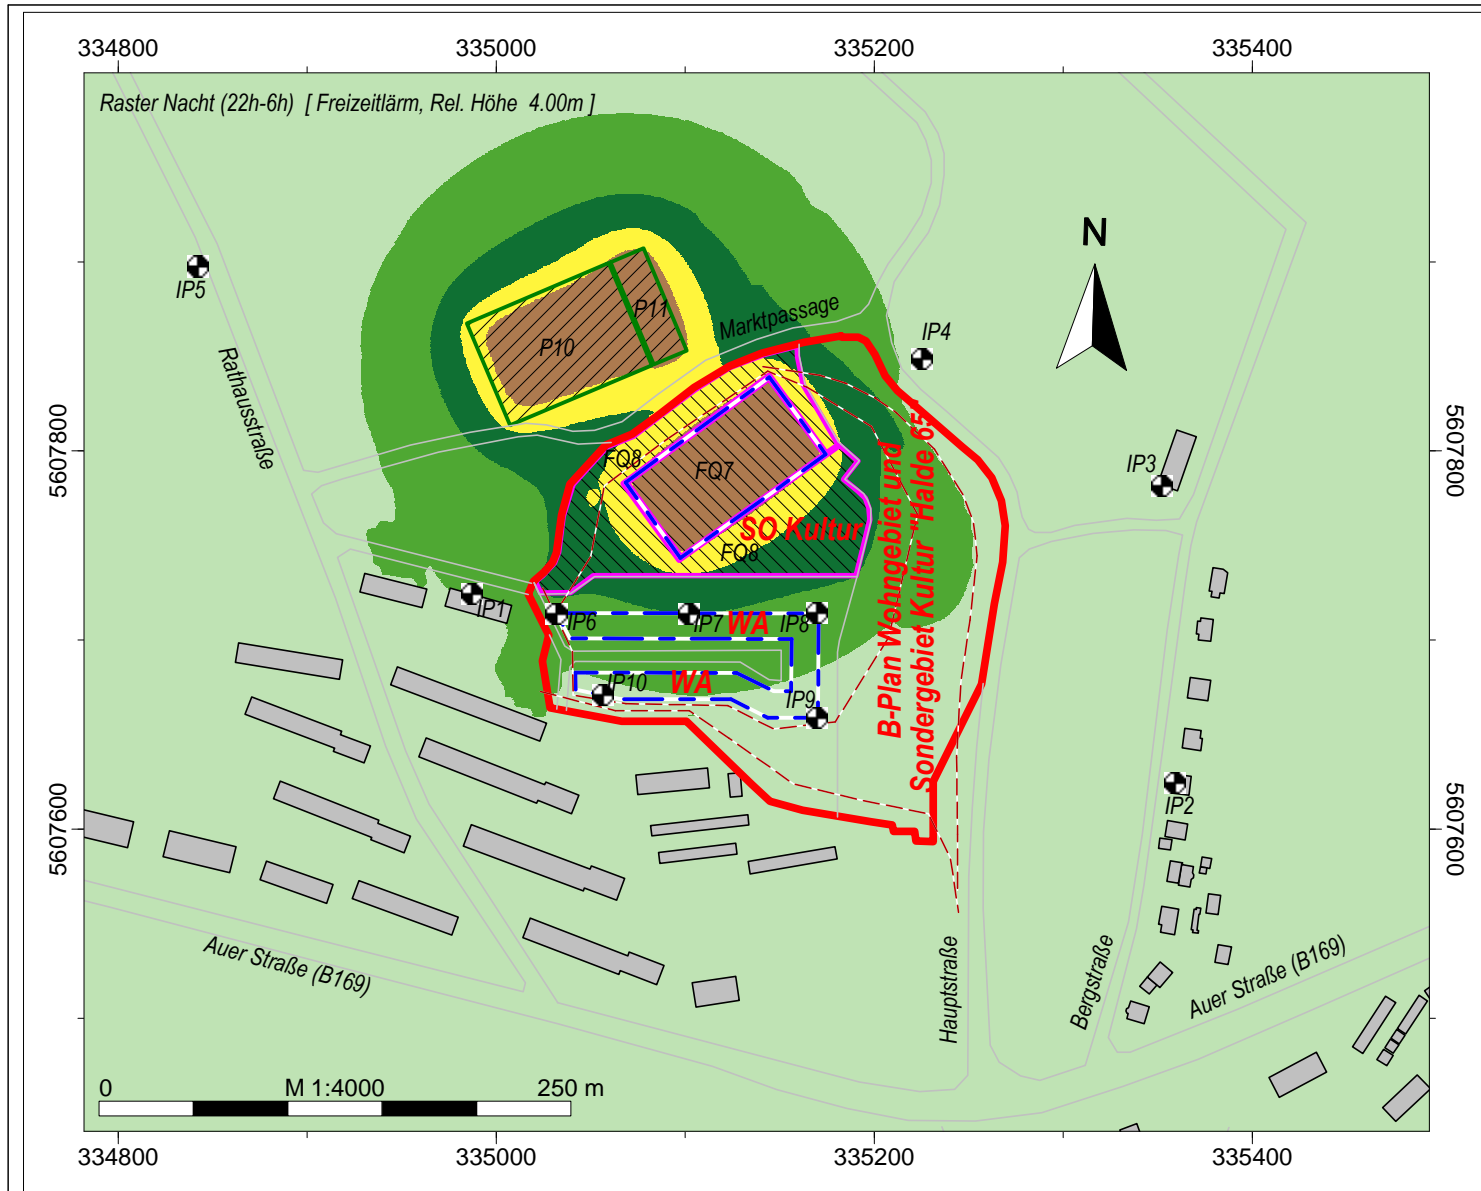 334800 335000 335200 335400
Raster Nacht (22h-6h) [ Freizeitlärm, Rel. Höhe 4.00m ]
N
IP5
P11
P10
Marktpassage
IP4
Rathausstraße
5607800
5607800
FQ8
FQ7
IP3
SO Kultur
FQ8
B-Plan Wohngebiet und
Sondergebiet Kultur "Halde 65"
IP1
IP6
IP7
WA
IP8
IP10
WA
IP9
IP2
5607600
5607600
Auer Straße (B169)
Hauptstraße
Bergstraße
Auer Straße (B169)
0 M 1:4000 250 m
334800 335000 335200 335400